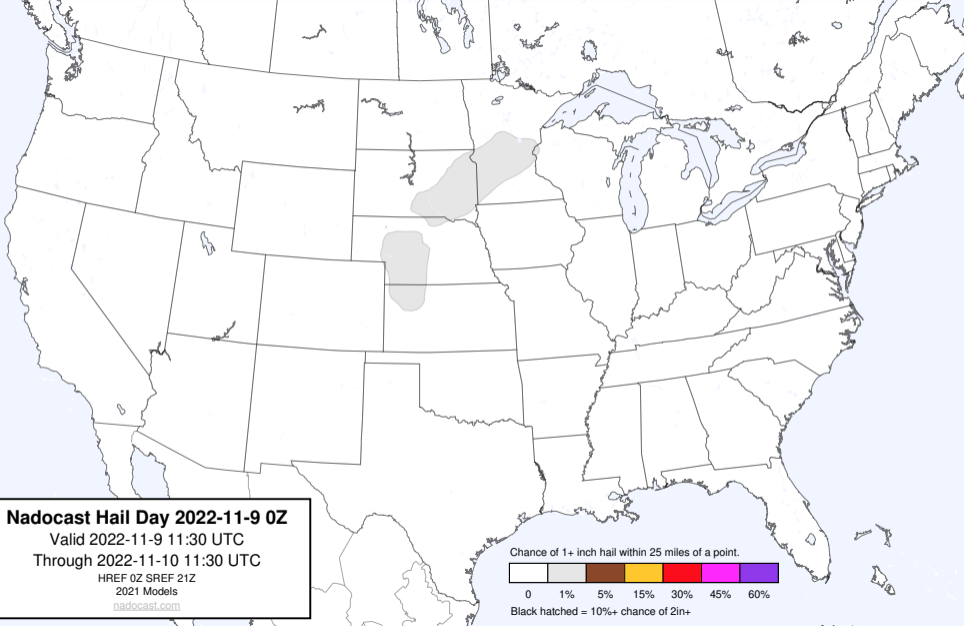 Nadocast Hail Day 2022-11-9 0Z
Valid 2022-11-9 11:30 UTC
Through 2022-11-10 11:30 UTC
HREF 0Z SREF 21Z
2021 Models
nadocast.com
Chance of 1+ inch hail within 25 miles of a point.
0 1% 5% 15% 30% 45% 60%
Black hatched = 10%+ chance of 2in+